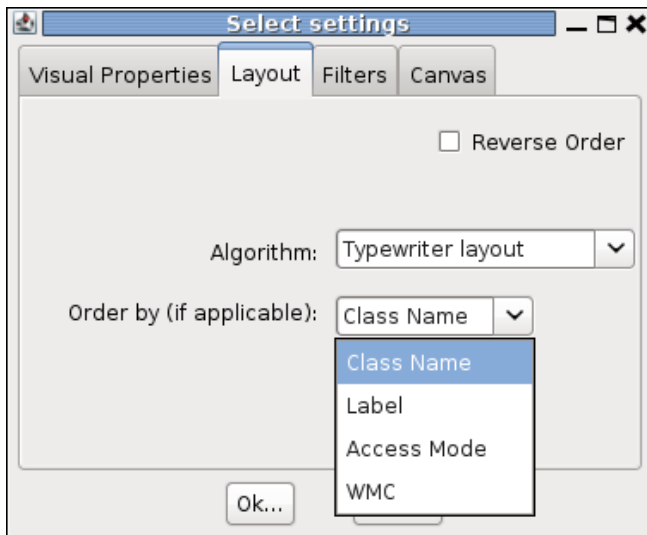 Select settings
Visual Properties Layout Filters Canvas
Reverse Order
Algorithm: Typewriter layout
Order by (if applicable): Class Name
Class Name
Label
Access Mode
WMC
Ok...